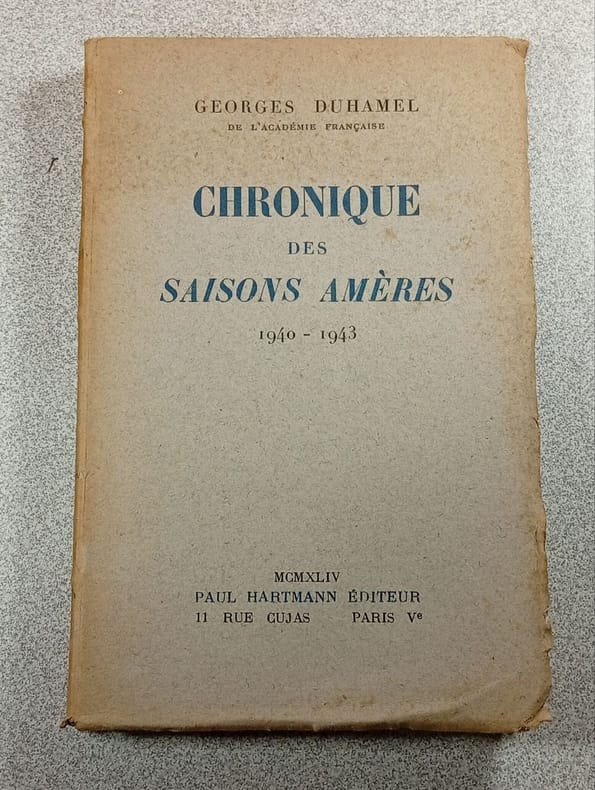 GEORGES DUHAMEL
DE L'ACADÉMIE FRANÇAISE
CHRONIQUE
DES
SAISONS AMÈRES
1940 - 1943
MCMXLIV
PAUL HARTMANN ÉDITEUR
11 RUE CUJAS PARIS Vᵉ